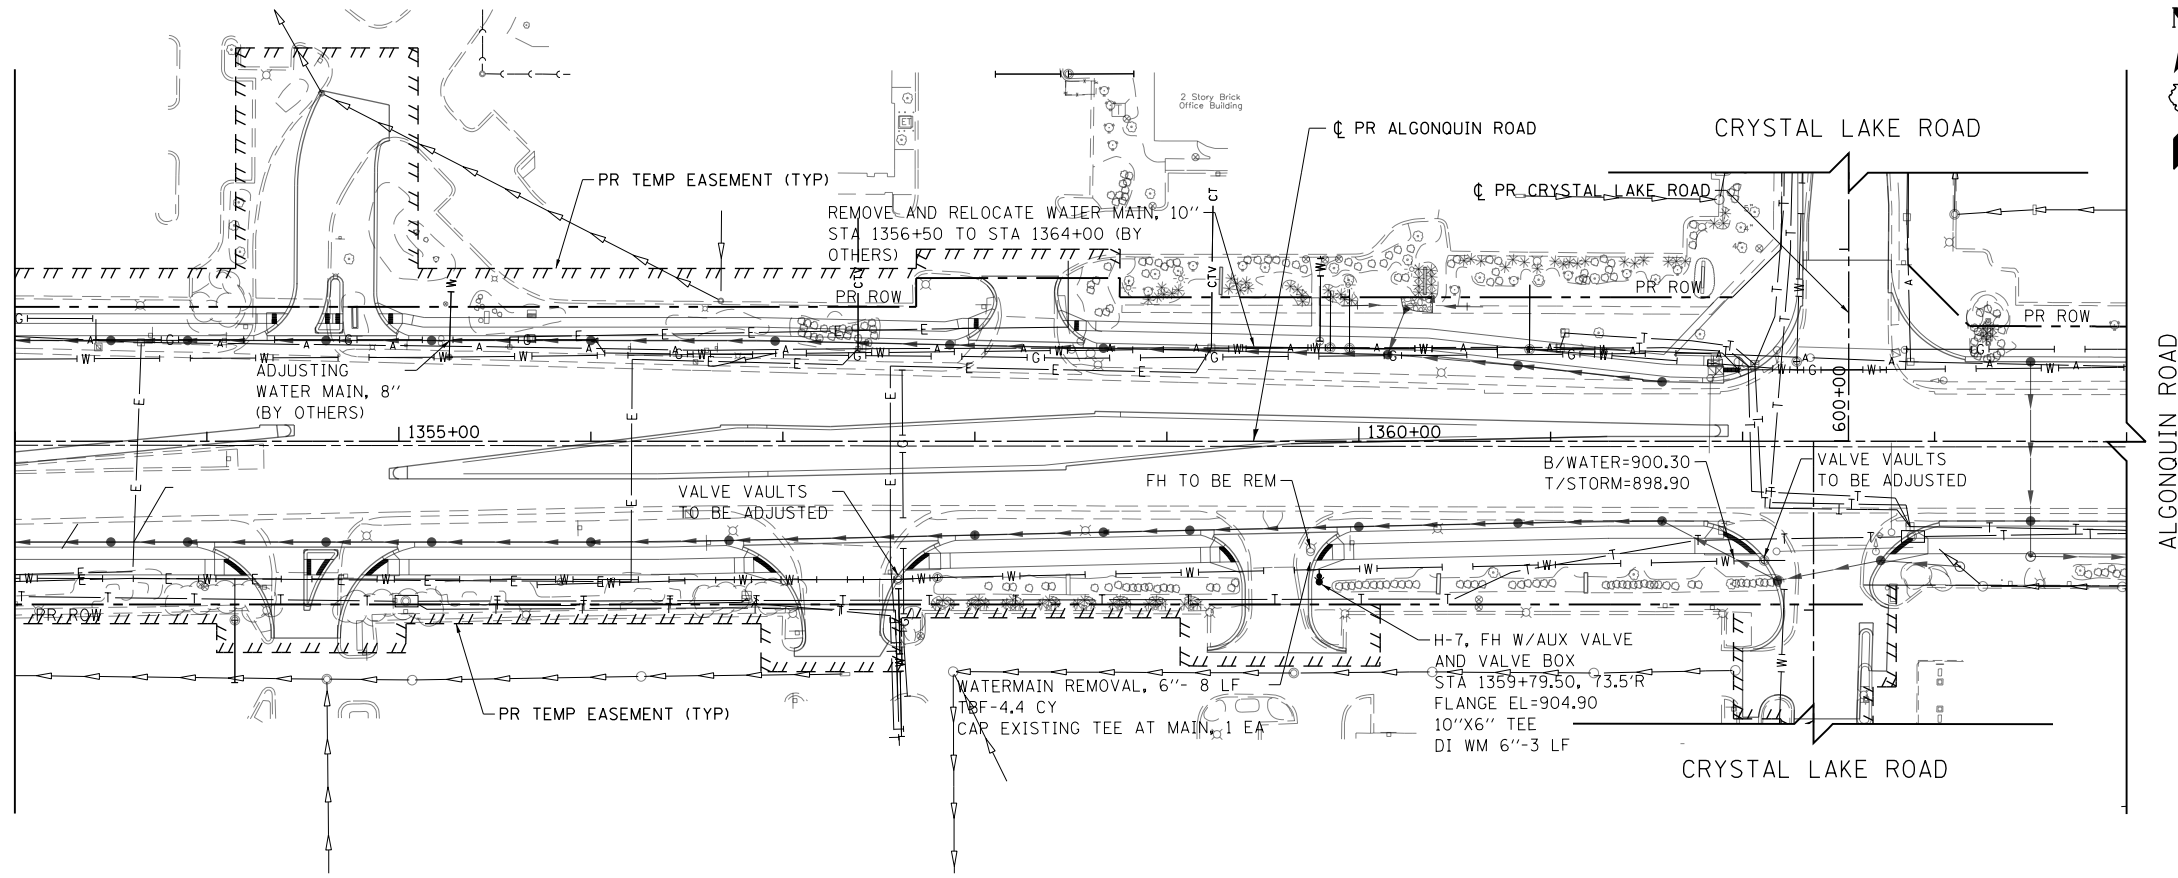 2 Story Brick
Office Building
℄ PR ALGONQUIN ROAD
CRYSTAL LAKE ROAD
PR TEMP EASEMENT (TYP)
℄ PR CRYSTAL LAKE ROAD
REMOVE AND RELOCATE WATER MAIN, 10''
STA 1356+50 TO STA 1364+00 (BY
OTHERS)
CT
CTV
CTV
PR ROW
PR ROW
PR ROW
ET
ADJUSTING
WATER MAIN, 8''
(BY OTHERS)
ALGONQUIN ROAD
600+00
1355+00
1360+00
VALVE VAULTS
TO BE ADJUSTED
FH TO BE REM
B/WATER=900.30
T/STORM=898.90
VALVE VAULTS
TO BE ADJUSTED
PR ROW
PR TEMP EASEMENT (TYP)
WATERMAIN REMOVAL, 6''- 8 LF
TBF-4.4 CY
CAP EXISTING TEE AT MAIN, 1 EA
H-7, FH W/AUX VALVE
AND VALVE BOX
STA 1359+79.50, 73.5'R
FLANGE EL=904.90
10''X6'' TEE
DI WM 6''-3 LF
CRYSTAL LAKE ROAD